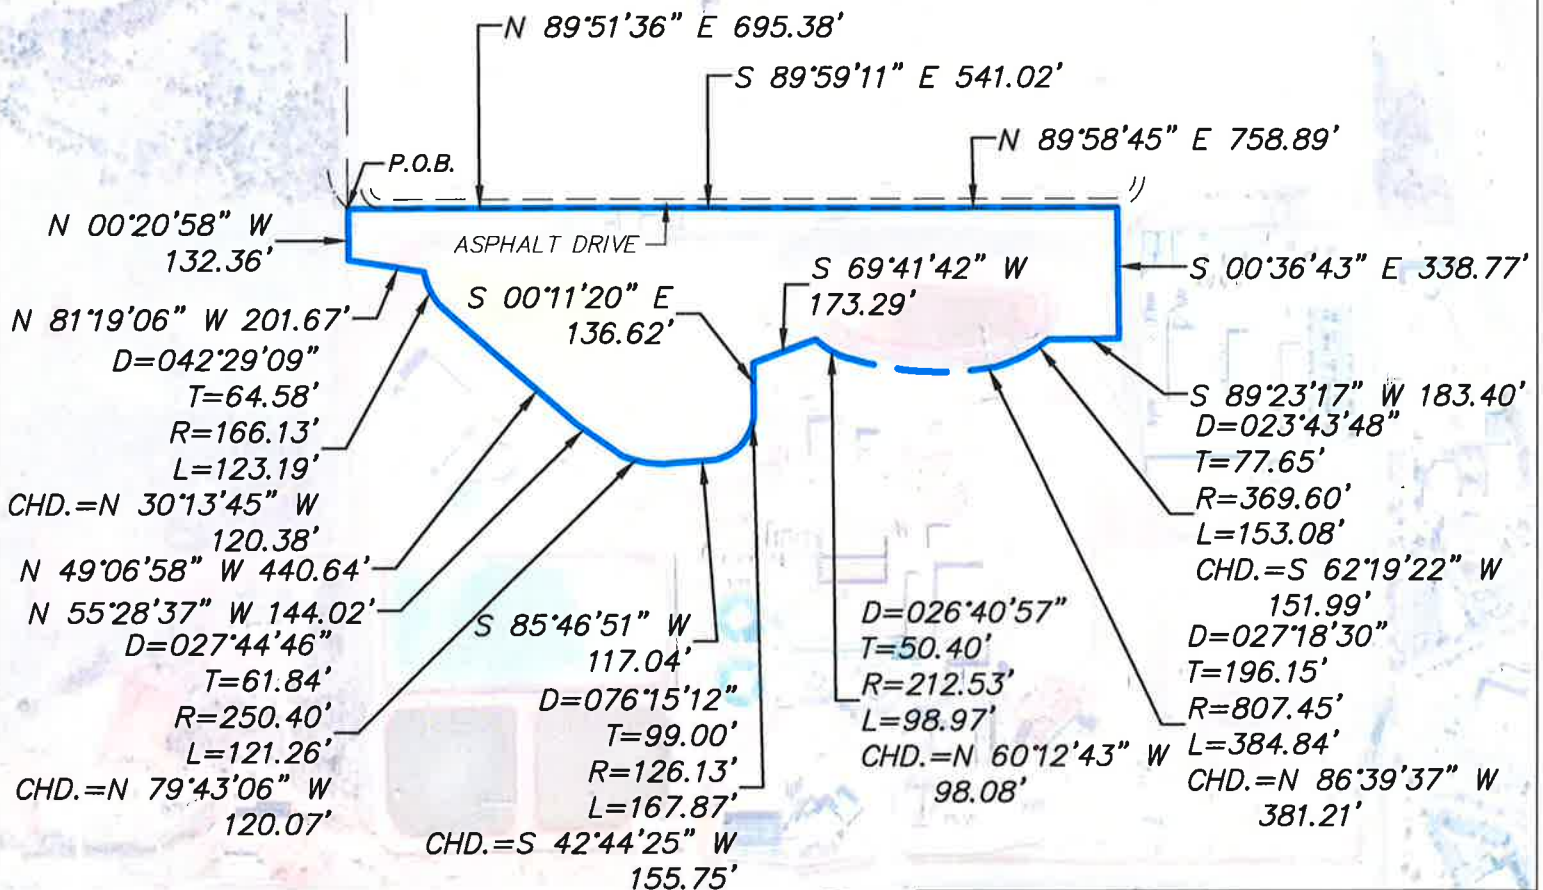 N 89°51'36" E 695.38'
S 89°59'11" E 541.02'
N 89°58'45" E 758.89'
P.O.B.
N 00°20'58" W
132.36'
ASPHALT DRIVE
S 69°41'42" W
173.29'
S 00°36'43" E 338.77'
S 00°11'20" E
136.62'
N 81°19'06" W 201.67'
D=042°29'09"
T=64.58'
R=166.13'
L=123.19'
CHD.=N 30°13'45" W
120.38'
N 49°06'58" W 440.64'
N 55°28'37" W 144.02'
D=027°44'46"
T=61.84'
R=250.40'
L=121.26'
CHD.=N 79°43'06" W
120.07'
S 85°46'51" W
117.04'
D=076°15'12"
T=99.00'
R=126.13'
L=167.87'
CHD.=S 42°44'25" W
155.75'
D=026°40'57"
T=50.40'
R=212.53'
L=98.97'
CHD.=N 60°12'43" W
98.08'
S 89°23'17" W 183.40'
D=023°43'48"
T=77.65'
R=369.60'
L=153.08'
CHD.=S 62°19'22" W
151.99'
D=027°18'30"
T=196.15'
R=807.45'
L=384.84'
CHD.=N 86°39'37" W
381.21'